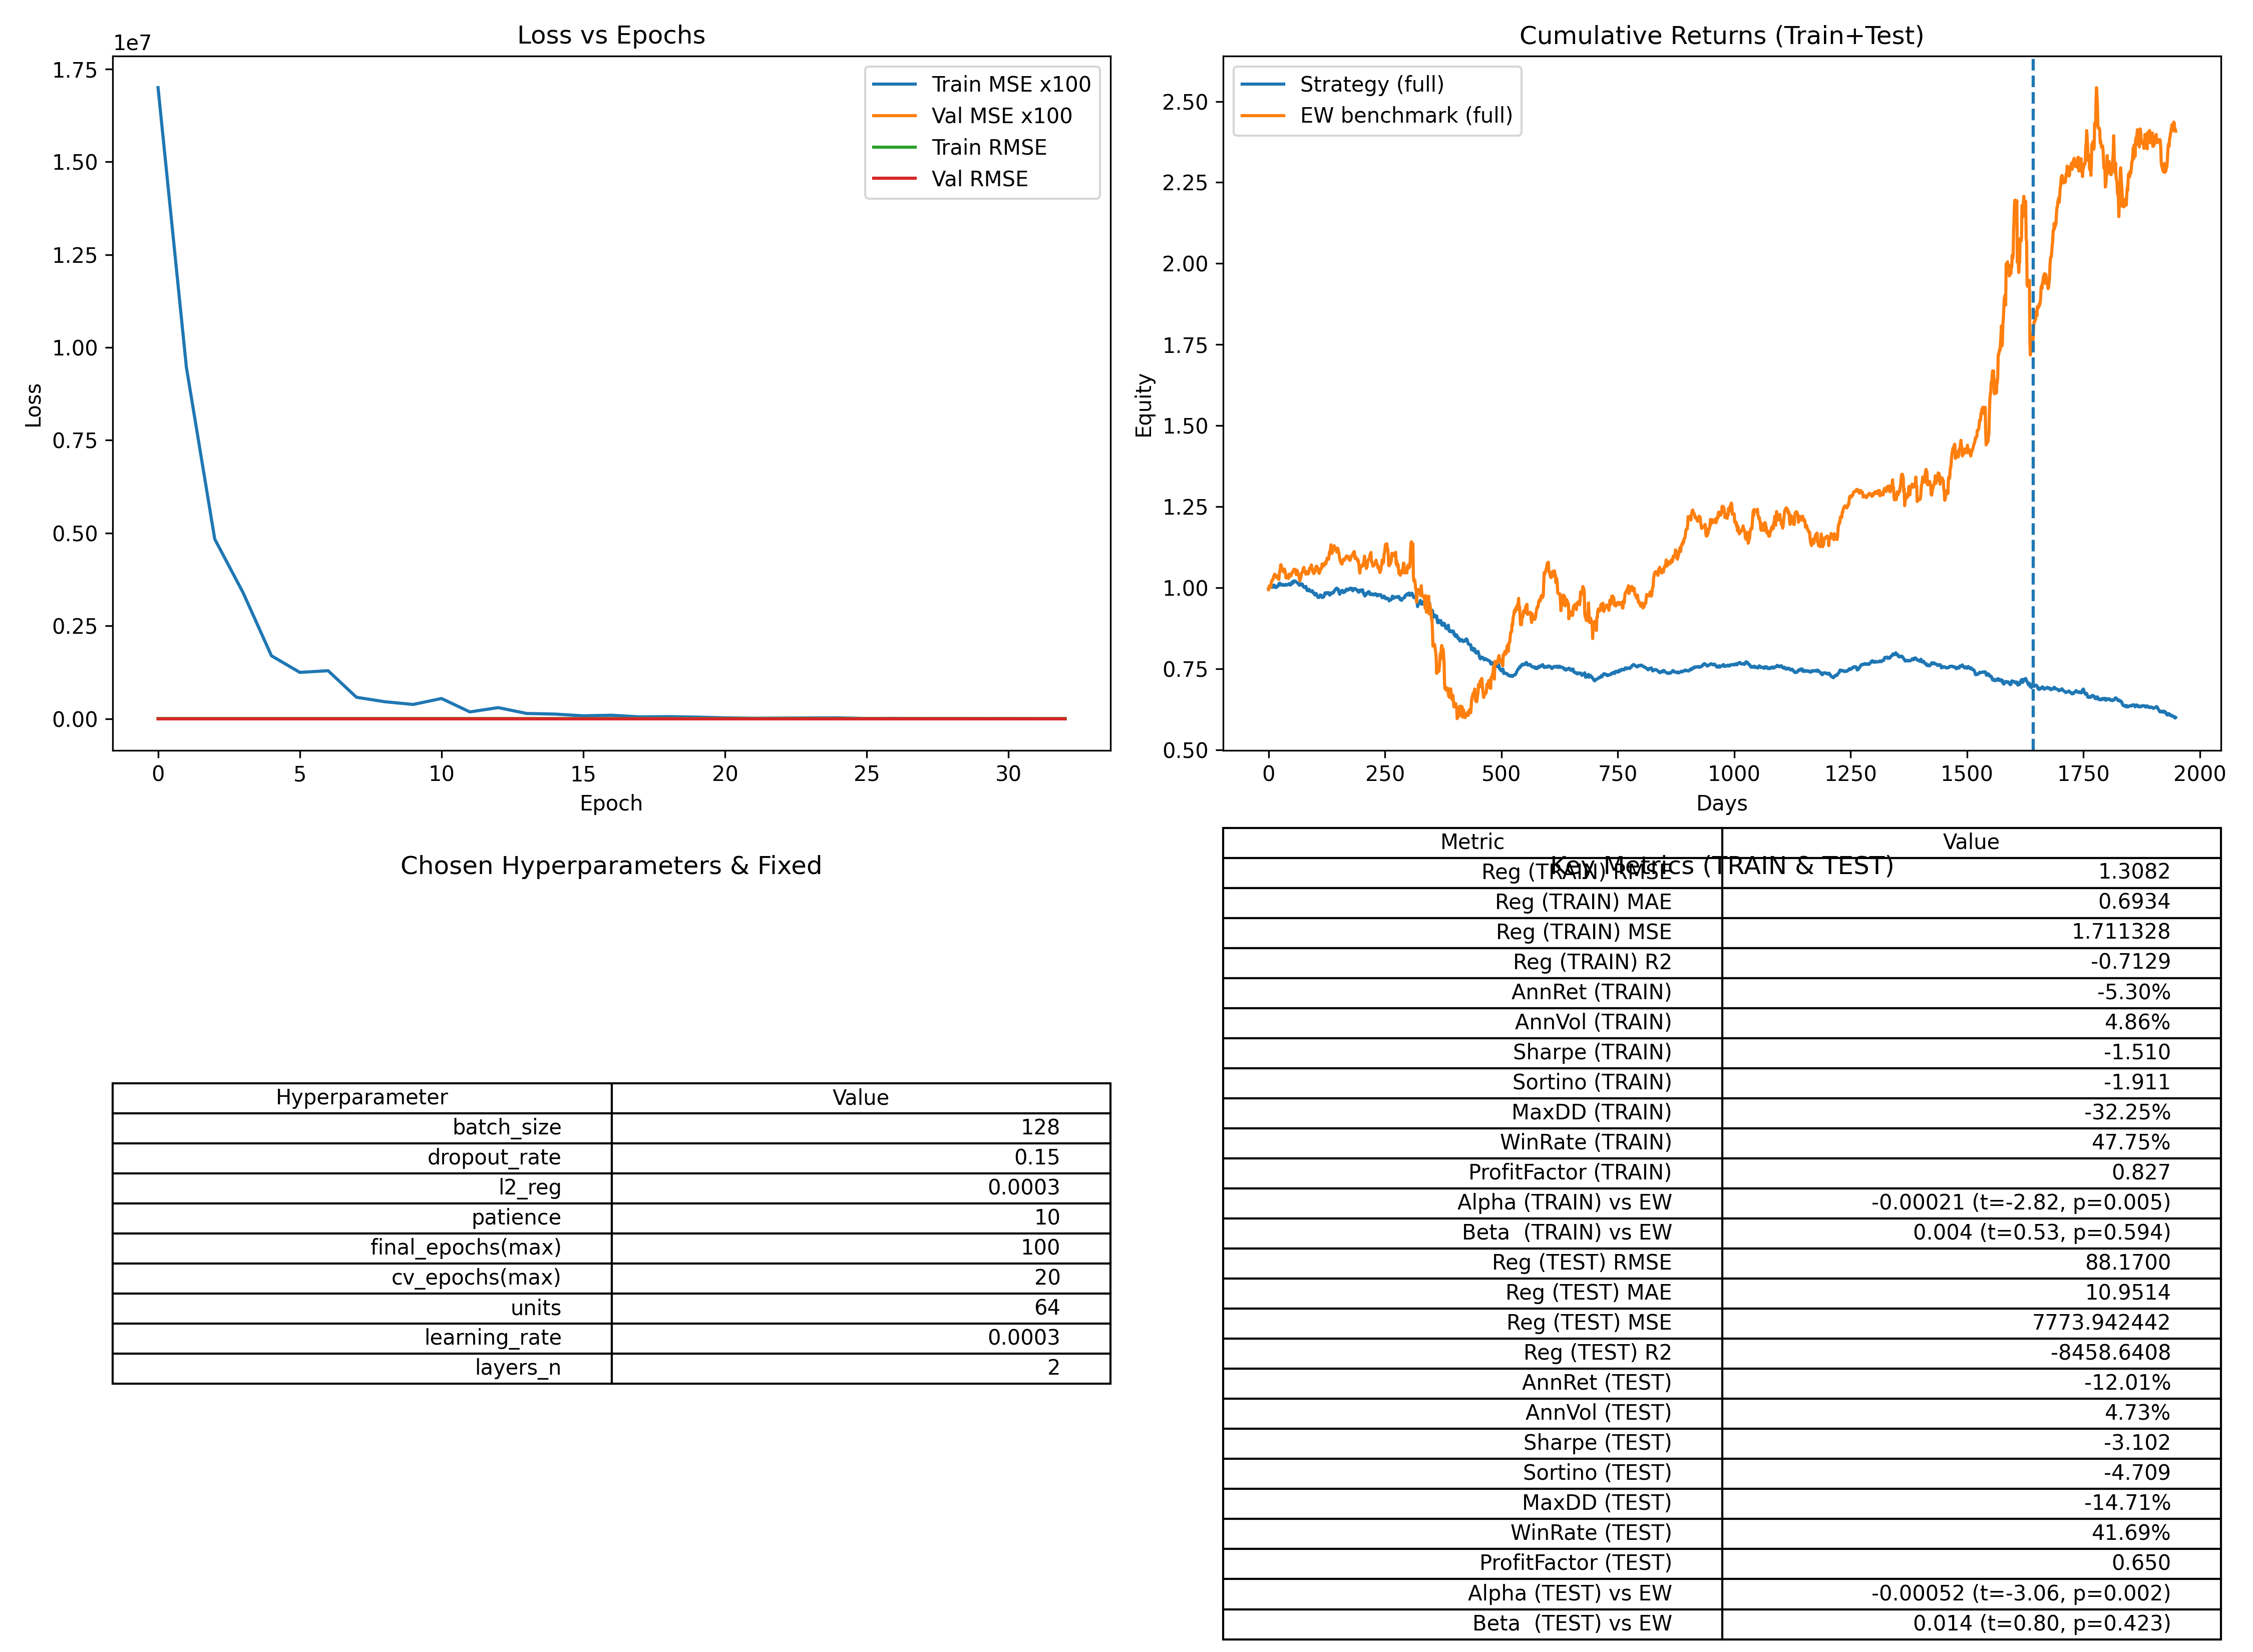 Loss vs Epochs
1e7
1.75
1.50
1.25
1.00
0.75
0.50
0.25
0.00
Loss
0 5 10 15 20 25 30
Epoch
Train MSE x100
Val MSE x100
Train RMSE
Val RMSE
Cumulative Returns (Train+Test)
Strategy (full)
EW benchmark (full)
2.50
2.25
2.00
1.75
1.50
1.25
1.00
0.75
0.50
Equity
0 250 500 750 1000 1250 1500 1750 2000
Days
Chosen Hyperparameters & Fixed
Hyperparameter Value
batch_size 128
dropout_rate 0.15
l2_reg 0.0003
patience 10
final_epochs(max) 100
cv_epochs(max) 20
units 64
learning_rate 0.0003
layers_n 2
Key Metrics (TRAIN & TEST)
Metric Value
Reg (TRAIN) RMSE 1.3082
Reg (TRAIN) MAE 0.6934
Reg (TRAIN) MSE 1.711328
Reg (TRAIN) R2 -0.7129
AnnRet (TRAIN) -5.30%
AnnVol (TRAIN) 4.86%
Sharpe (TRAIN) -1.510
Sortino (TRAIN) -1.911
MaxDD (TRAIN) -32.25%
WinRate (TRAIN) 47.75%
ProfitFactor (TRAIN) 0.827
Alpha (TRAIN) vs EW -0.00021 (t=-2.82, p=0.005)
Beta  (TRAIN) vs EW 0.004 (t=0.53, p=0.594)
Reg (TEST) RMSE 88.1700
Reg (TEST) MAE 10.9514
Reg (TEST) MSE 7773.942442
Reg (TEST) R2 -8458.6408
AnnRet (TEST) -12.01%
AnnVol (TEST) 4.73%
Sharpe (TEST) -3.102
Sortino (TEST) -4.709
MaxDD (TEST) -14.71%
WinRate (TEST) 41.69%
ProfitFactor (TEST) 0.650
Alpha (TEST) vs EW -0.00052 (t=-3.06, p=0.002)
Beta  (TEST) vs EW 0.014 (t=0.80, p=0.423)